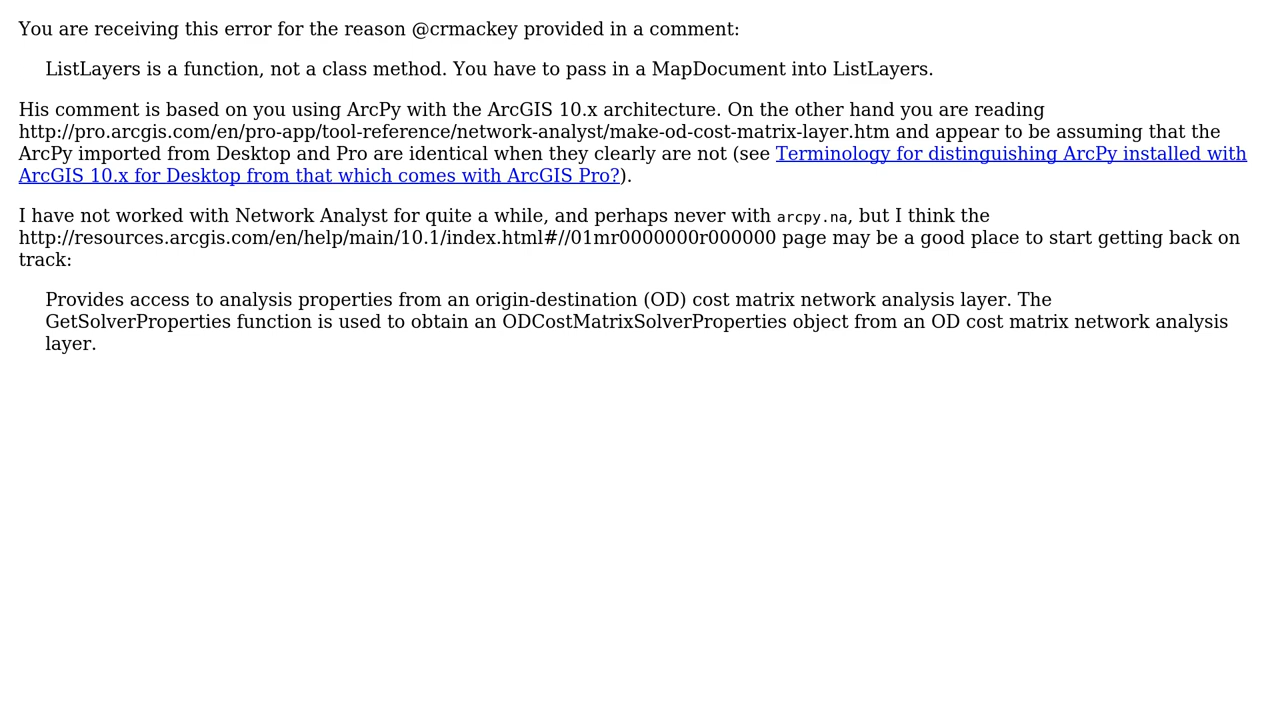 You are receiving this error for the reason @crmackey provided in a comment:
ListLayers is a function, not a class method. You have to pass in a MapDocument into ListLayers.
His comment is based on you using ArcPy with the ArcGIS 10.x architecture. On the other hand you are reading
http://pro.arcgis.com/en/pro-app/tool-reference/network-analyst/make-od-cost-matrix-layer.htm and appear to be assuming that the
ArcPy imported from Desktop and Pro are identical when they clearly are not (see Terminology for distinguishing ArcPy installed with
ArcGIS 10.x for Desktop from that which comes with ArcGIS Pro?).
I have not worked with Network Analyst for quite a while, and perhaps never with arcpy.na, but I think the
http://resources.arcgis.com/en/help/main/10.1/index.html#//01mr0000000r000000 page may be a good place to start getting back on
track:
Provides access to analysis properties from an origin-destination (OD) cost matrix network analysis layer. The
GetSolverProperties function is used to obtain an ODCostMatrixSolverProperties object from an OD cost matrix network analysis
layer.